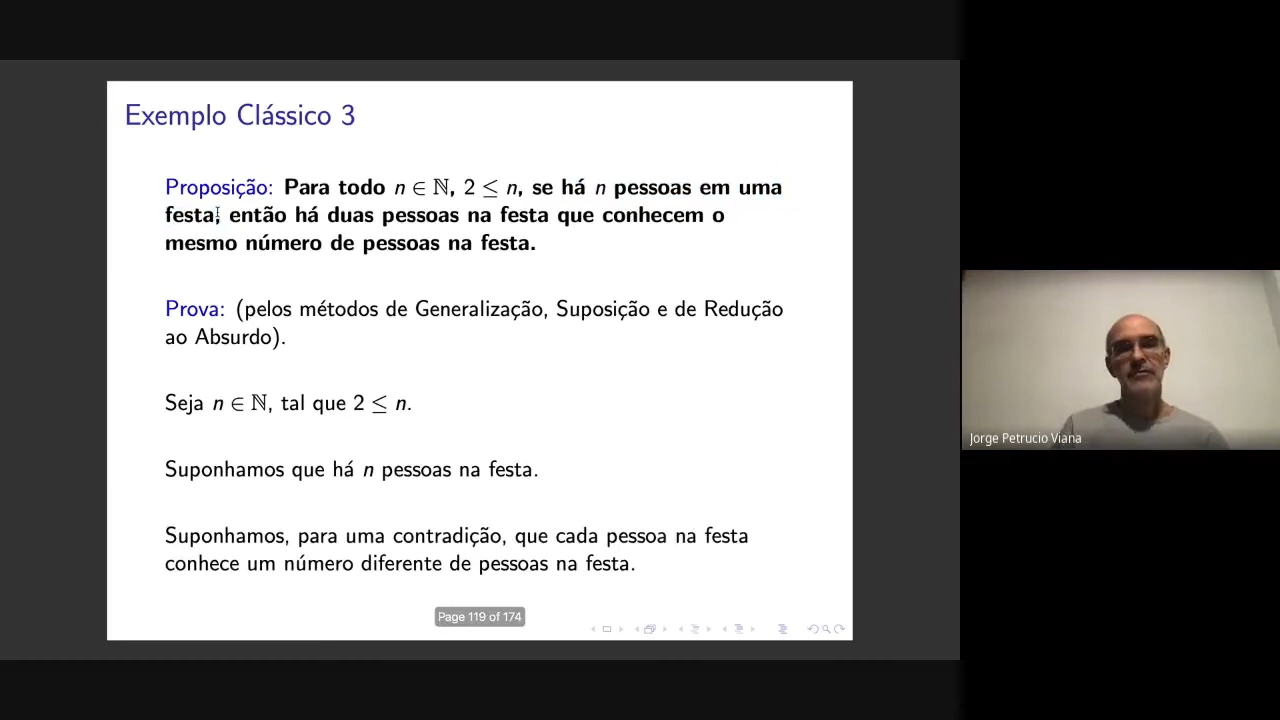 Exemplo Clássico 3
Proposição: Para todo n ∈ ℕ, 2 ≤ n, se há n pessoas em uma
festa, então há duas pessoas na festa que conhecem o
mesmo número de pessoas na festa.
Prova: (pelos métodos de Generalização, Suposição e de Redução
ao Absurdo).
Seja n ∈ ℕ, tal que 2 ≤ n.
Suponhamos que há n pessoas na festa.
Suponhamos, para uma contradição, que cada pessoa na festa
conhece um número diferente de pessoas na festa.
Page 119 of 174
Jorge Petrucio Viana